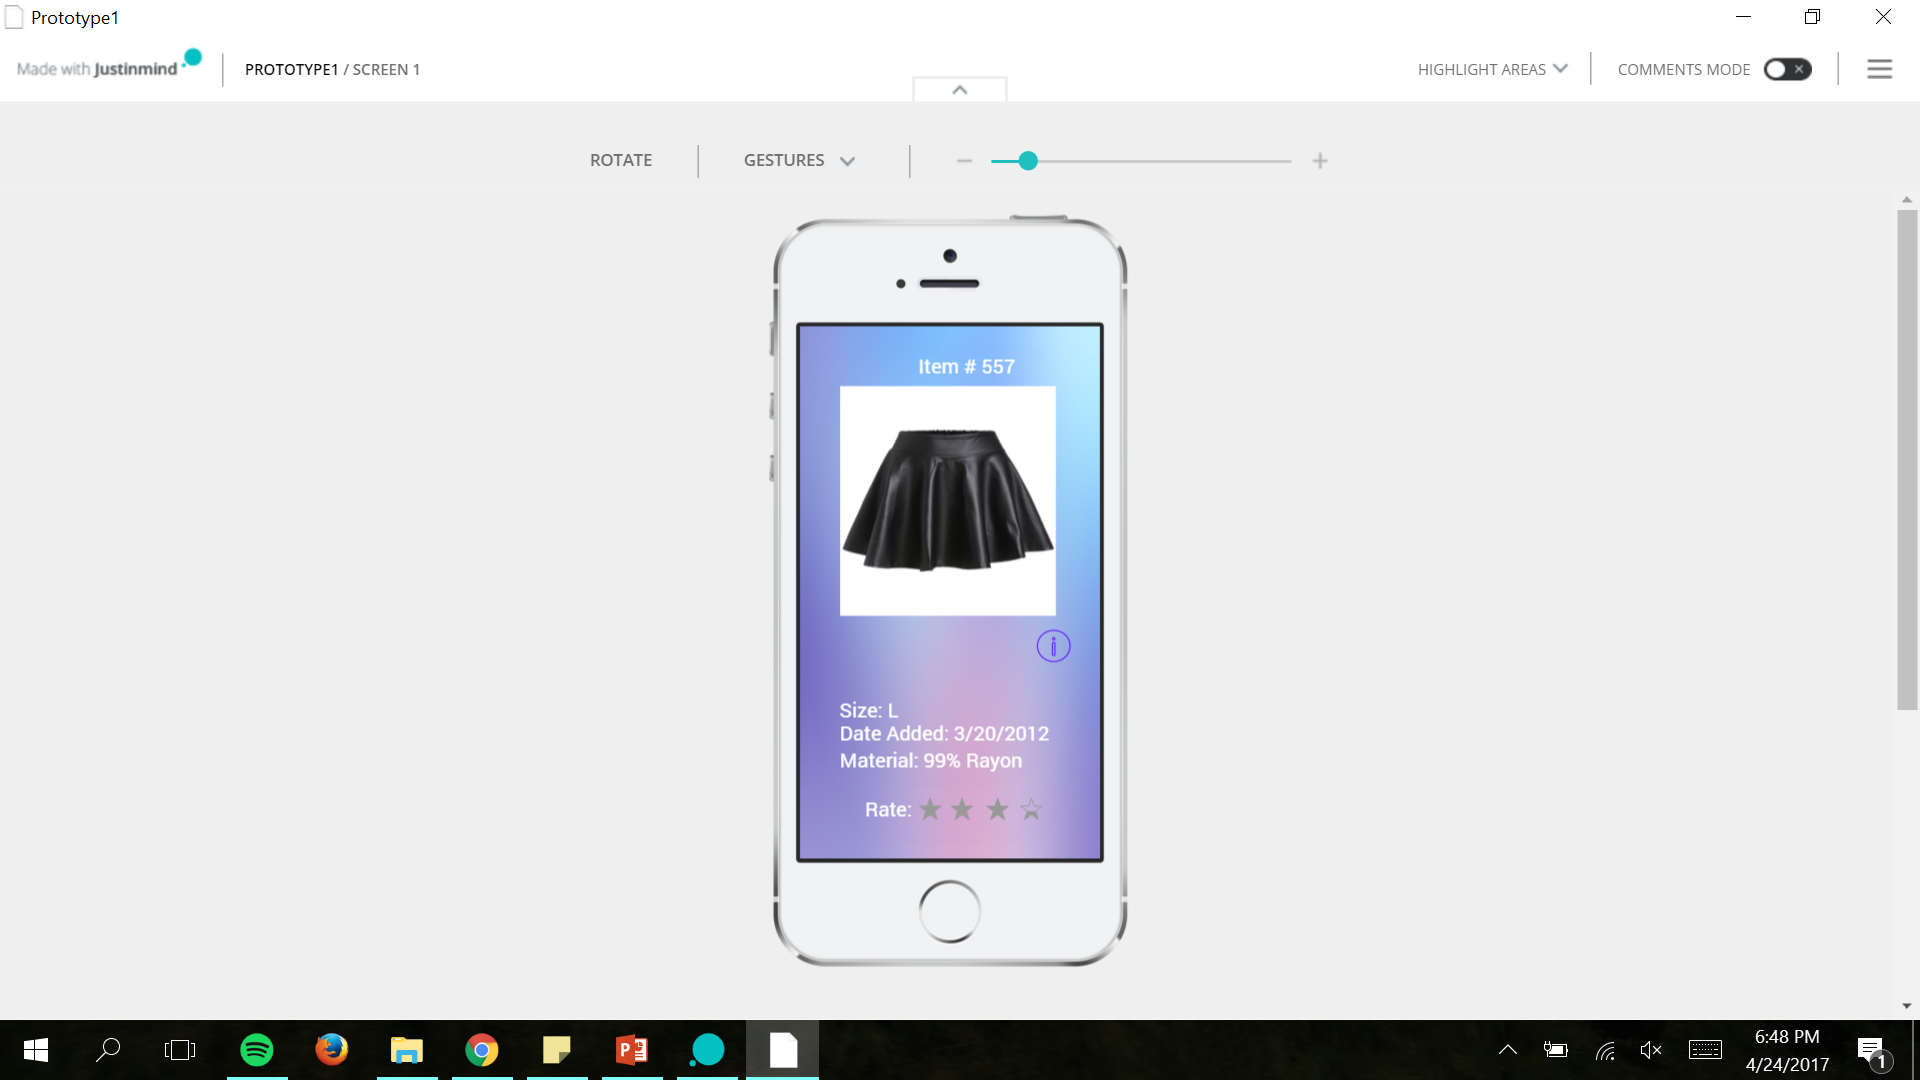 Prototype1
Made with Justinmind
PROTOTYPE1 / SCREEN 1
HIGHLIGHT AREAS
COMMENTS MODE
ROTATE
GESTURES
Item # 557
Size: L
Date Added: 3/20/2012
Material: 99% Rayon
Rate:
6:48 PM
4/24/2017
1